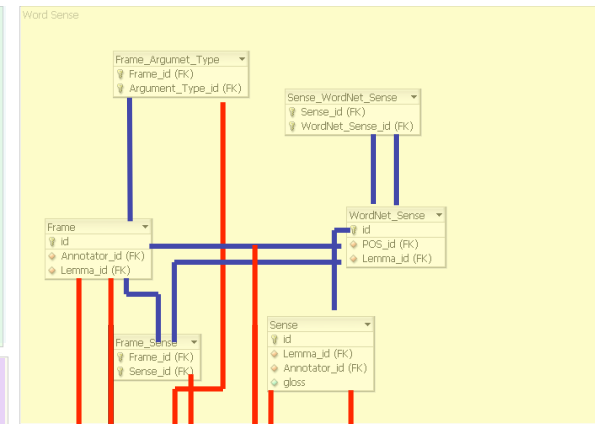 Word Sense
Frame_Argumet_Type
Frame_id (FK)
Argument_Type_id (FK)
Sense_WordNet_Sense
Sense_id (FK)
WordNet_Sense_id (FK)
WordNet_Sense
id
POS_id (FK)
Lemma_id (FK)
Frame
id
Annotator_id (FK)
Lemma_id (FK)
Frame_Sense
Frame_id (FK)
Sense_id (FK)
Sense
id
Lemma_id (FK)
Annotator_id (FK)
gloss